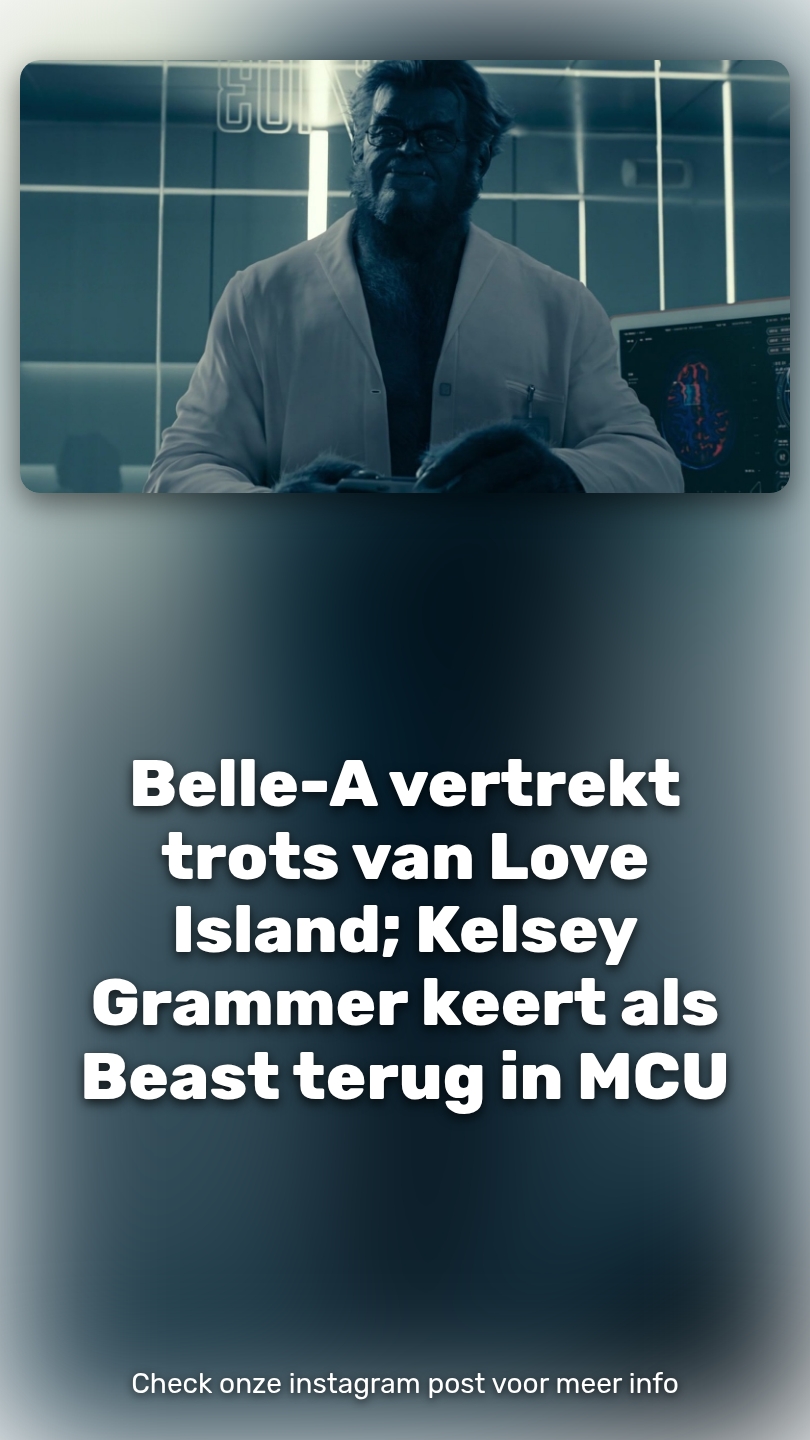 Belle-A vertrekt
trots van Love
Island; Kelsey
Grammer keert als
Beast terug in MCU
Check onze instagram post voor meer info